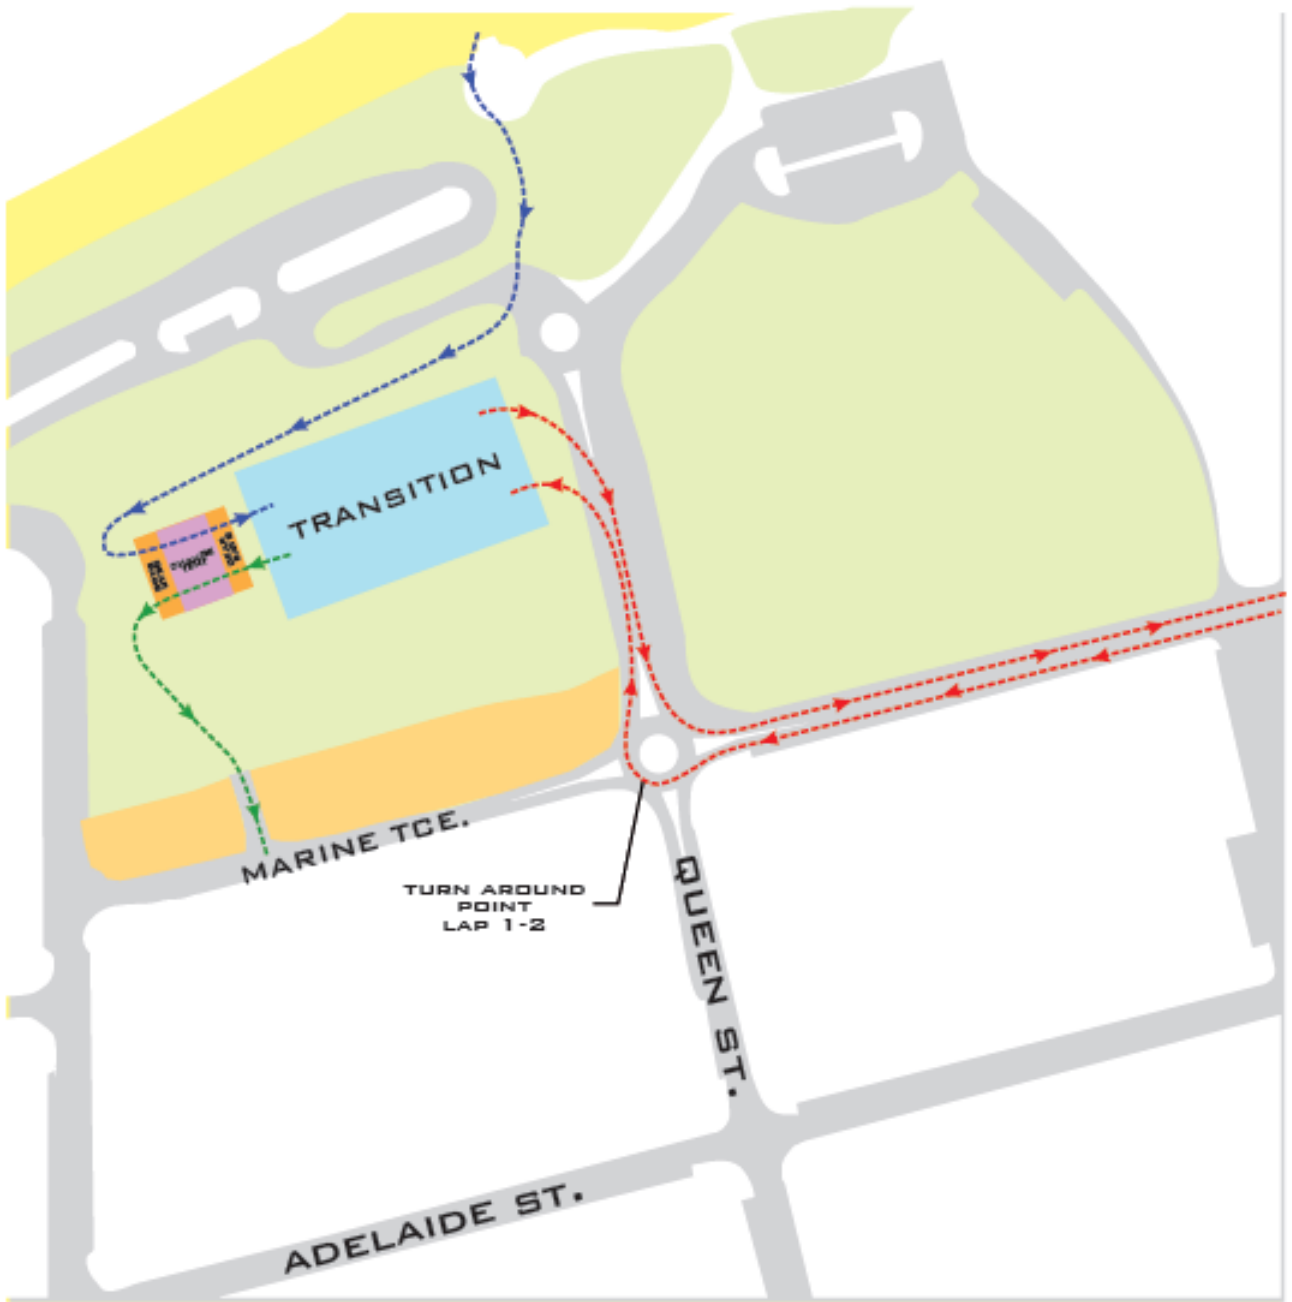 TRANSITION
MARINE TCE.
TURN AROUND
POINT
LAP 1-2
QUEEN ST.
ADELAIDE ST.